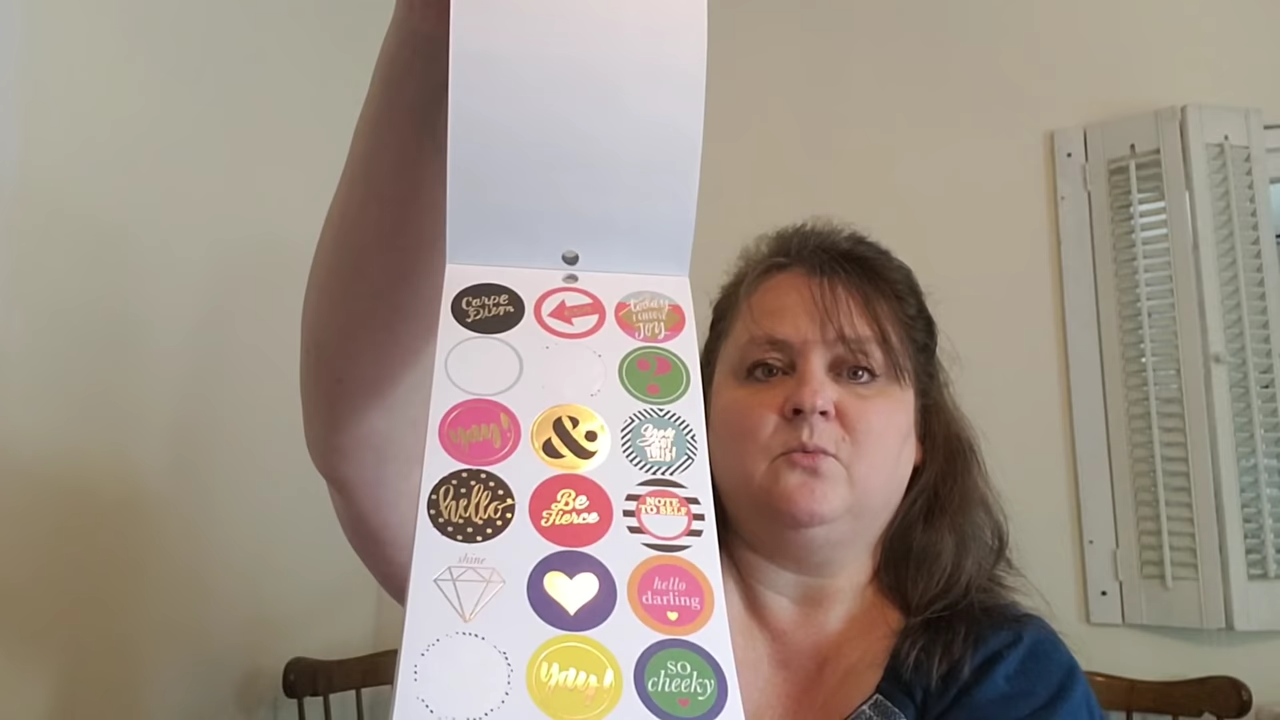 Carpe
Diem
today
I CHOOSE
JOY
?
yay!
&
You
GOT
THIS!
hello
Be
Fierce
NOTE
TO SELF
shine
hello
darling
Yay!
SO
cheeky